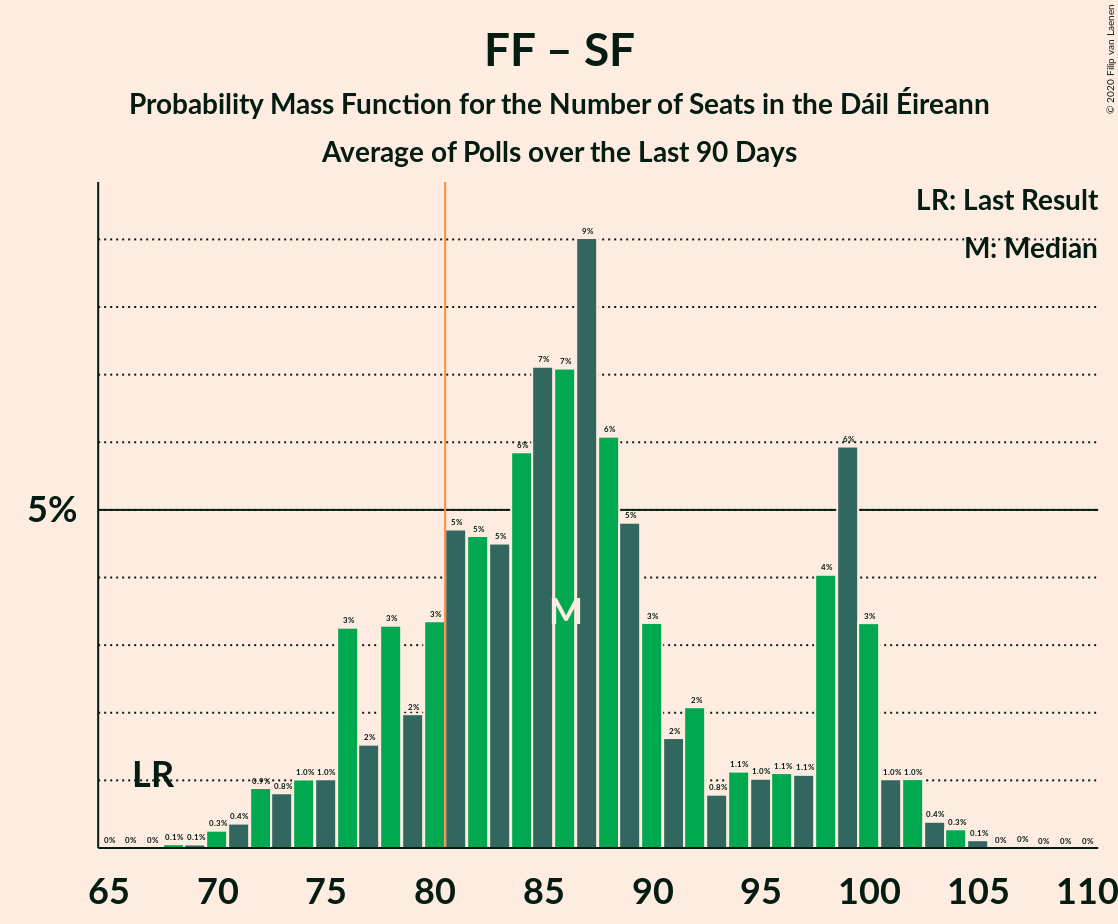 FF – SF
Probability Mass Function for the Number of Seats in the Dáil Éireann
Average of Polls over the Last 90 Days
© 2020 Filip van Laenen
LR: Last Result
M: Median
5%
LR
M
0% 0% 0% 0.1% 0.1% 0.3% 0.4% 0.9% 0.8% 1.0% 1.0% 3% 2% 3% 2% 3% 5% 5% 5% 6% 7% 7% 9% 6% 5% 3% 2% 2% 0.8% 1.1% 1.0% 1.1% 1.1% 4% 6% 3% 1.0% 1.0% 0.4% 0.3% 0.1% 0% 0% 0% 0% 0%
65 70 75 80 85 90 95 100 105 110